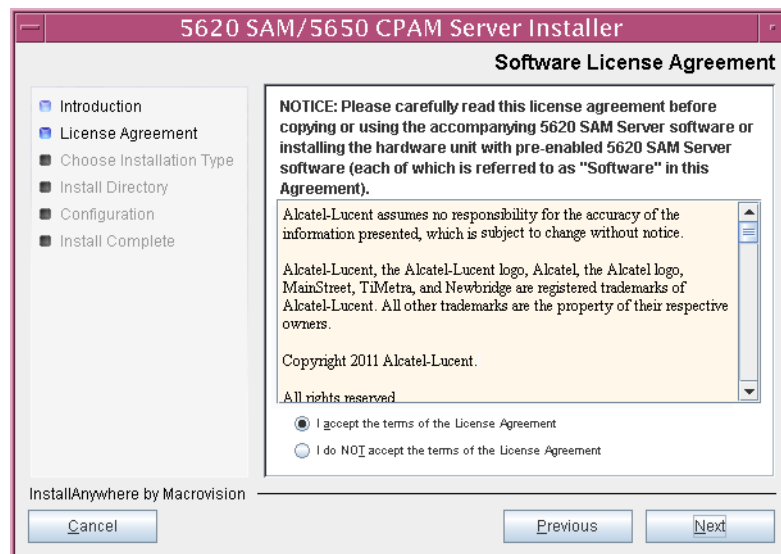 5620 SAM/5650 CPAM Server Installer
Software License Agreement
Introduction
License Agreement
Choose Installation Type
Install Directory
Configuration
Install Complete
NOTICE: Please carefully read this license agreement before
copying or using the accompanying 5620 SAM Server software or
installing the hardware unit with pre-enabled 5620 SAM Server
software (each of which is referred to as "Software" in this
Agreement).
Alcatel-Lucent assumes no responsibility for the accuracy of the
information presented, which is subject to change without notice.
Alcatel-Lucent, the Alcatel-Lucent logo, Alcatel, the Alcatel logo,
MainStreet, TiMetra, and Newbridge are registered trademarks of
Alcatel-Lucent. All other trademarks are the property of their respective
owners.
Copyright 2011 Alcatel-Lucent.
All rights reserved
I accept the terms of the License Agreement
I do NOT accept the terms of the License Agreement
InstallAnywhere by Macrovision
Cancel
Previous
Next